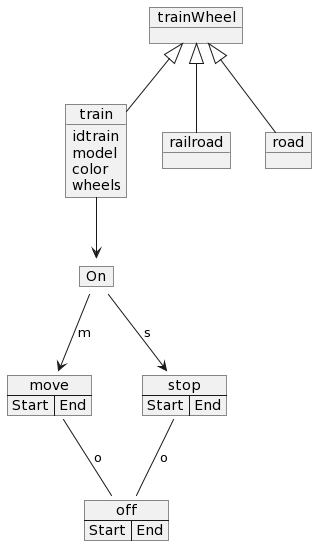 trainWheel
train
idtrain
model
color
wheels
railroad
road
On
m
s
move
Start End
stop
Start End
o
o
off
Start End